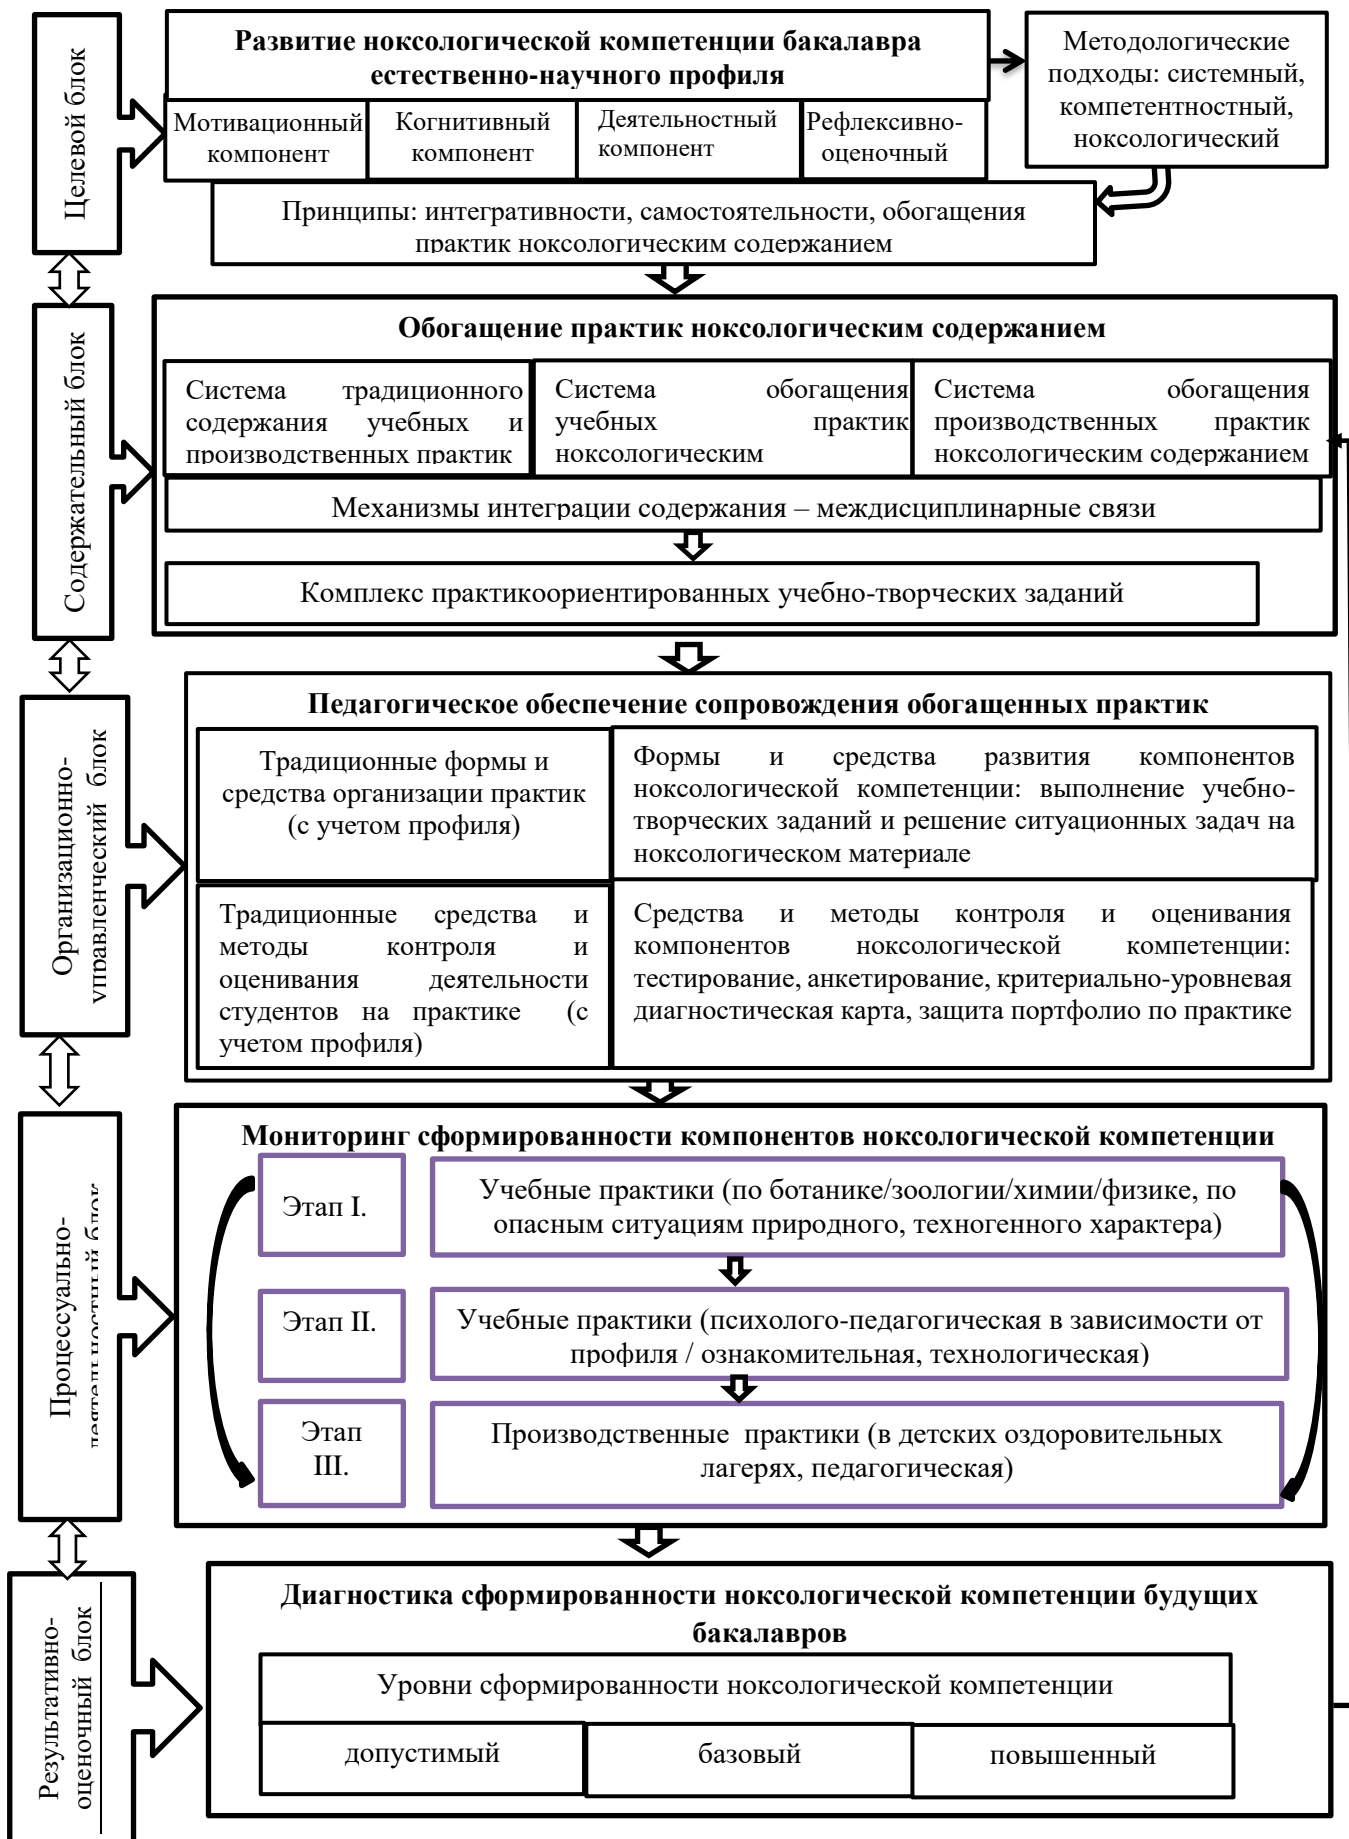 Целевой блок
Развитие ноксологической компетенции бакалавра
естественно-научного профиля
Мотивационный
компонент
Когнитивный
компонент
Деятельностный
компонент
Рефлексивно-
оценочный
Методологические
подходы: системный,
компетентностный,
ноксологический
Принципы: интегративности, самостоятельности, обогащения
практик ноксологическим содержанием
Содержательный блок
Обогащение практик ноксологическим содержанием
Система традиционного
содержания учебных и
производственных практик
Система обогащения
учебных практик
ноксологическим
Система обогащения
производственных практик
ноксологическим содержанием
Механизмы интеграции содержания – междисциплинарные связи
Комплекс практикоориентированных учебно-творческих заданий
Организационно-
управленческий блок
Педагогическое обеспечение сопровождения обогащенных практик
Традиционные формы и
средства организации практик
(с учетом профиля)
Формы и средства развития компонентов
ноксологической компетенции: выполнение учебно-
творческих заданий и решение ситуационных задач на
ноксологическом материале
Традиционные средства и
методы контроля и
оценивания деятельности
студентов на практике (с
учетом профиля)
Средства и методы контроля и оценивания
компонентов ноксологической компетенции:
тестирование, анкетирование, критериально-уровневая
диагностическая карта, защита портфолио по практике
Процессуально-
деятельностный блок
Мониторинг сформированности компонентов ноксологической компетенции
Этап I.
Учебные практики (по ботанике/зоологии/химии/физике, по
опасным ситуациям природного, техногенного характера)
Этап II.
Учебные практики (психолого-педагогическая в зависимости от
профиля / ознакомительная, технологическая)
Этап
III.
Производственные практики (в детских оздоровительных
лагерях, педагогическая)
Результативно-
оценочный блок
Диагностика сформированности ноксологической компетенции будущих
бакалавров
Уровни сформированности ноксологической компетенции
допустимый
базовый
повышенный